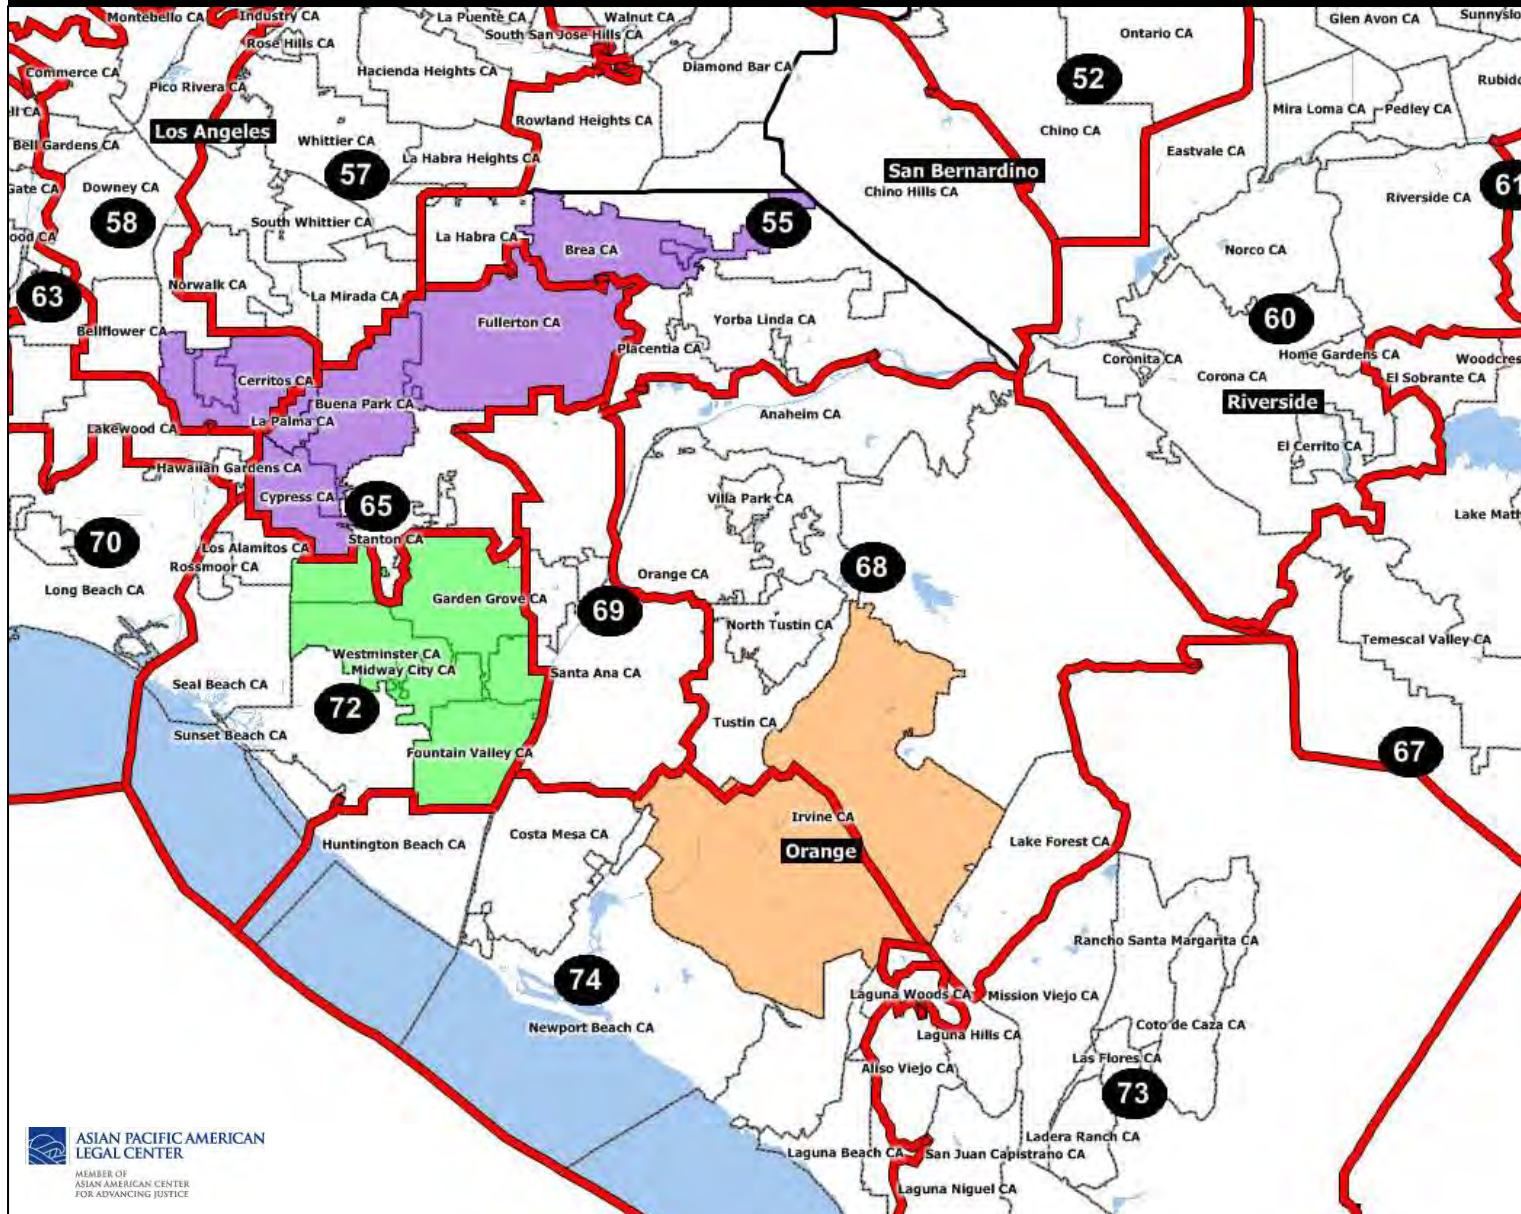 Montebello CA
Industry CA
La Puente CA
Walnut CA
Glen Avon CA
South San Jose Hills CA
Rose Hills CA
Ontario CA
Commerce CA
Hacienda Heights CA
Diamond Bar CA
52
Pico Rivera CA
Mira Loma CA
Pedley CA
Rowland Heights CA
Los Angeles
Chino CA
Bell Gardens CA
Whittier CA
La Habra Heights CA
Eastvale CA
57
San Bernardino
Downey CA
Chino Hills CA
61
Riverside CA
58
South Whittier CA
55
La Habra CA
Brea CA
Norco CA
Norwalk CA
63
La Mirada CA
Bellflower CA
Fullerton CA
Yorba Linda CA
60
Placentia CA
Coronita CA
Home Gardens CA
Cerritos CA
Corona CA
El Sobrante CA
Buena Park CA
Riverside
La Palma CA
Anaheim CA
Lakewood CA
El Cerrito CA
Hawaiian Gardens CA
Cypress CA
65
Villa Park CA
70
Stanton CA
Los Alamitos CA
Rossmoor CA
68
Long Beach CA
Orange CA
Garden Grove CA
69
North Tustin CA
Temescal Valley CA
Westminster CA
Midway City CA
Santa Ana CA
Seal Beach CA
72
Tustin CA
Sunset Beach CA
Fountain Valley CA
67
Irvine CA
Costa Mesa CA
Huntington Beach CA
Lake Forest CA
Orange
Rancho Santa Margarita CA
74
Laguna Woods CA
Mission Viejo CA
Newport Beach CA
Coto de Caza CA
Laguna Hills CA
Las Flores CA
Aliso Viejo CA
73
Ladera Ranch CA
Laguna Beach CA
San Juan Capistrano CA
Laguna Niguel CA
ASIAN PACIFIC AMERICAN
LEGAL CENTER
MEMBER OF
ASIAN AMERICAN CENTER
FOR ADVANCING JUSTICE